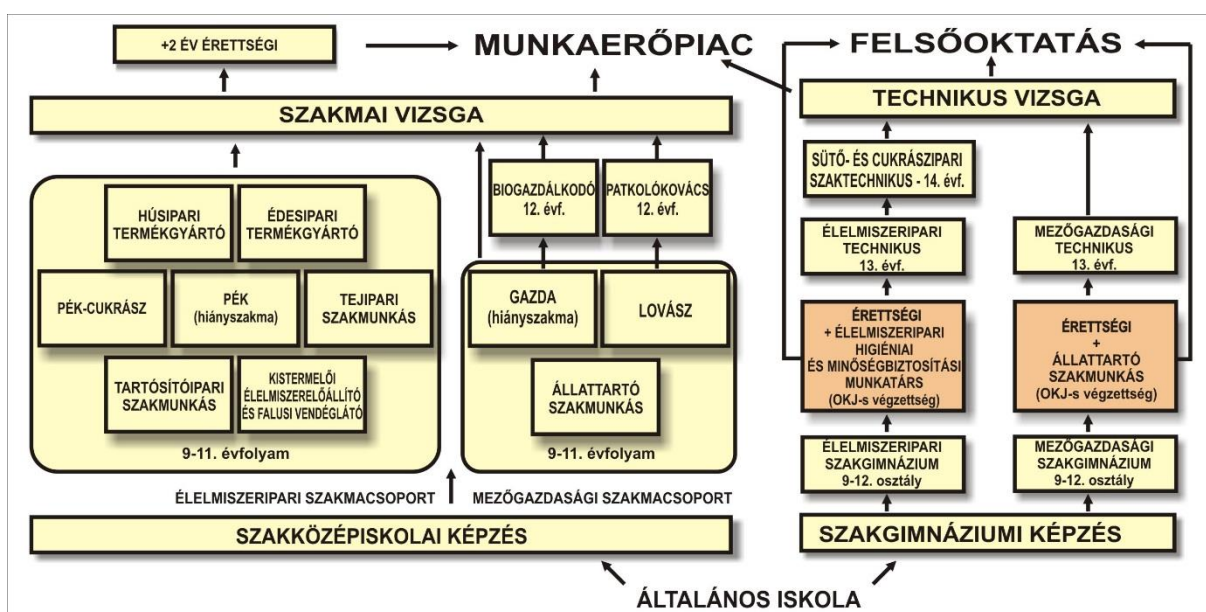 +2 ÉV ÉRETTSÉGI
MUNKAERŐPIAC
FELSŐOKTATÁS
SZAKMAI VIZSGA
TECHNIKUS VIZSGA
HÚSIPARI
TERMÉKGYÁRTÓ
ÉDESIPARI
TERMÉKGYÁRTÓ
PÉK-CUKRÁSZ
PÉK
(hiányszakma)
TEJIPARI
SZAKMUNKÁS
TARTÓSÍTÓIPARI
SZAKMUNKÁS
KISTERMELŐI
ÉLELMISZERELŐÁLLÍTÓ
ÉS FALUSI VENDÉGLÁTÓ
9-11. évfolyam
BIOGAZDÁLKODÓ
12. évf.
PATKOLÓKOVÁCS
12. évf.
GAZDA
(hiányszakma)
LOVÁSZ
ÁLLATTARTÓ
SZAKMUNKÁS
9-11. évfolyam
SÜTŐ- ÉS CUKRÁSZIPARI
SZAKTECHNIKUS - 14. évf.
ÉLELMISZERIPARI
TECHNIKUS
13. évf.
MEZŐGAZDASÁGI
TECHNIKUS
13. évf.
ÉRETTSÉGI
+ ÉLELMISZERIPARI
HIGIÉNIAI
ÉS MINŐSÉGBIZTOSÍTÁSI
MUNKATÁRS
(OKJ-s végzettség)
ÉRETTSÉGI
+
ÁLLATTARTÓ
SZAKMUNKÁS
(OKJ-s végzettség)
ÉLELMISZERIPARI
SZAKGIMNÁZIUM
9-12. osztály
MEZŐGAZDASÁGI
SZAKGIMNÁZIUM
9-12. osztály
ÉLELMISZERIPARI SZAKMACSOPORT
MEZŐGAZDASÁGI SZAKMACSOPORT
SZAKKÖZÉPISKOLAI KÉPZÉS
SZAKGIMNÁZIUMI KÉPZÉS
ÁLTALÁNOS ISKOLA